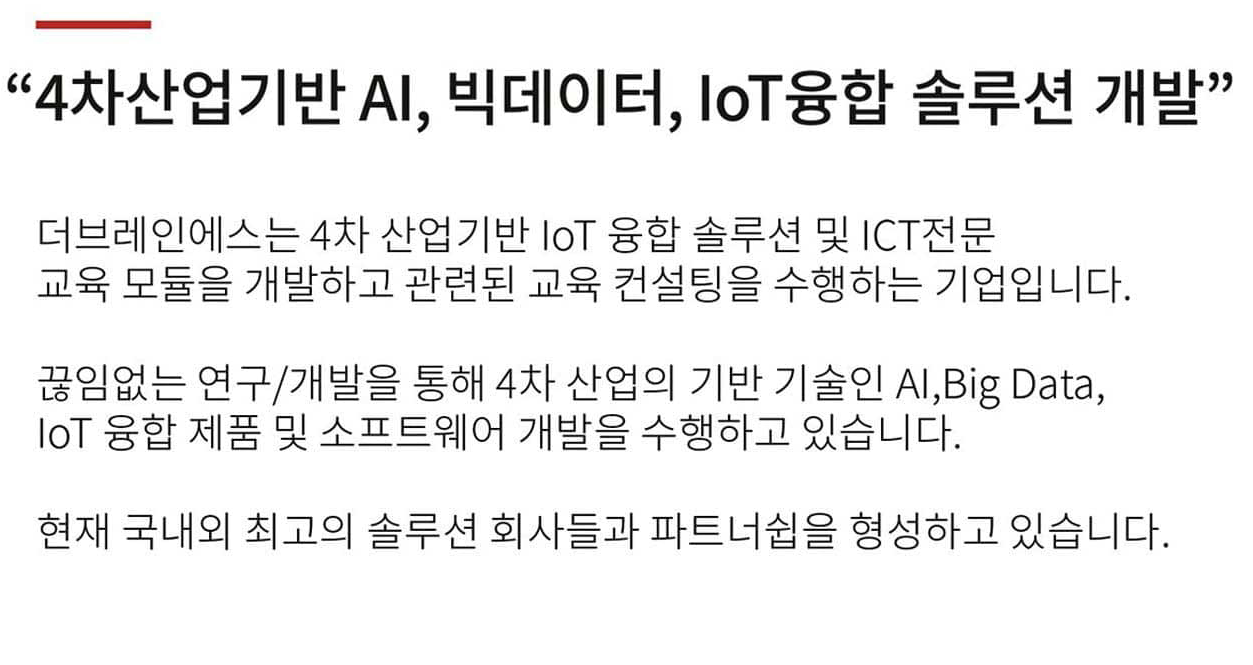 “4차산업기반 AI, 빅데이터, IoT융합 솔루션 개발”
더브레인에스는 4차 산업기반 IoT 융합 솔루션 및 ICT전문
교육 모듈을 개발하고 관련된 교육 컨설팅을 수행하는 기업입니다.
끊임없는 연구/개발을 통해 4차 산업의 기반 기술인 AI,Big Data,
IoT 융합 제품 및 소프트웨어 개발을 수행하고 있습니다.
현재 국내외 최고의 솔루션 회사들과 파트너쉽을 형성하고 있습니다.